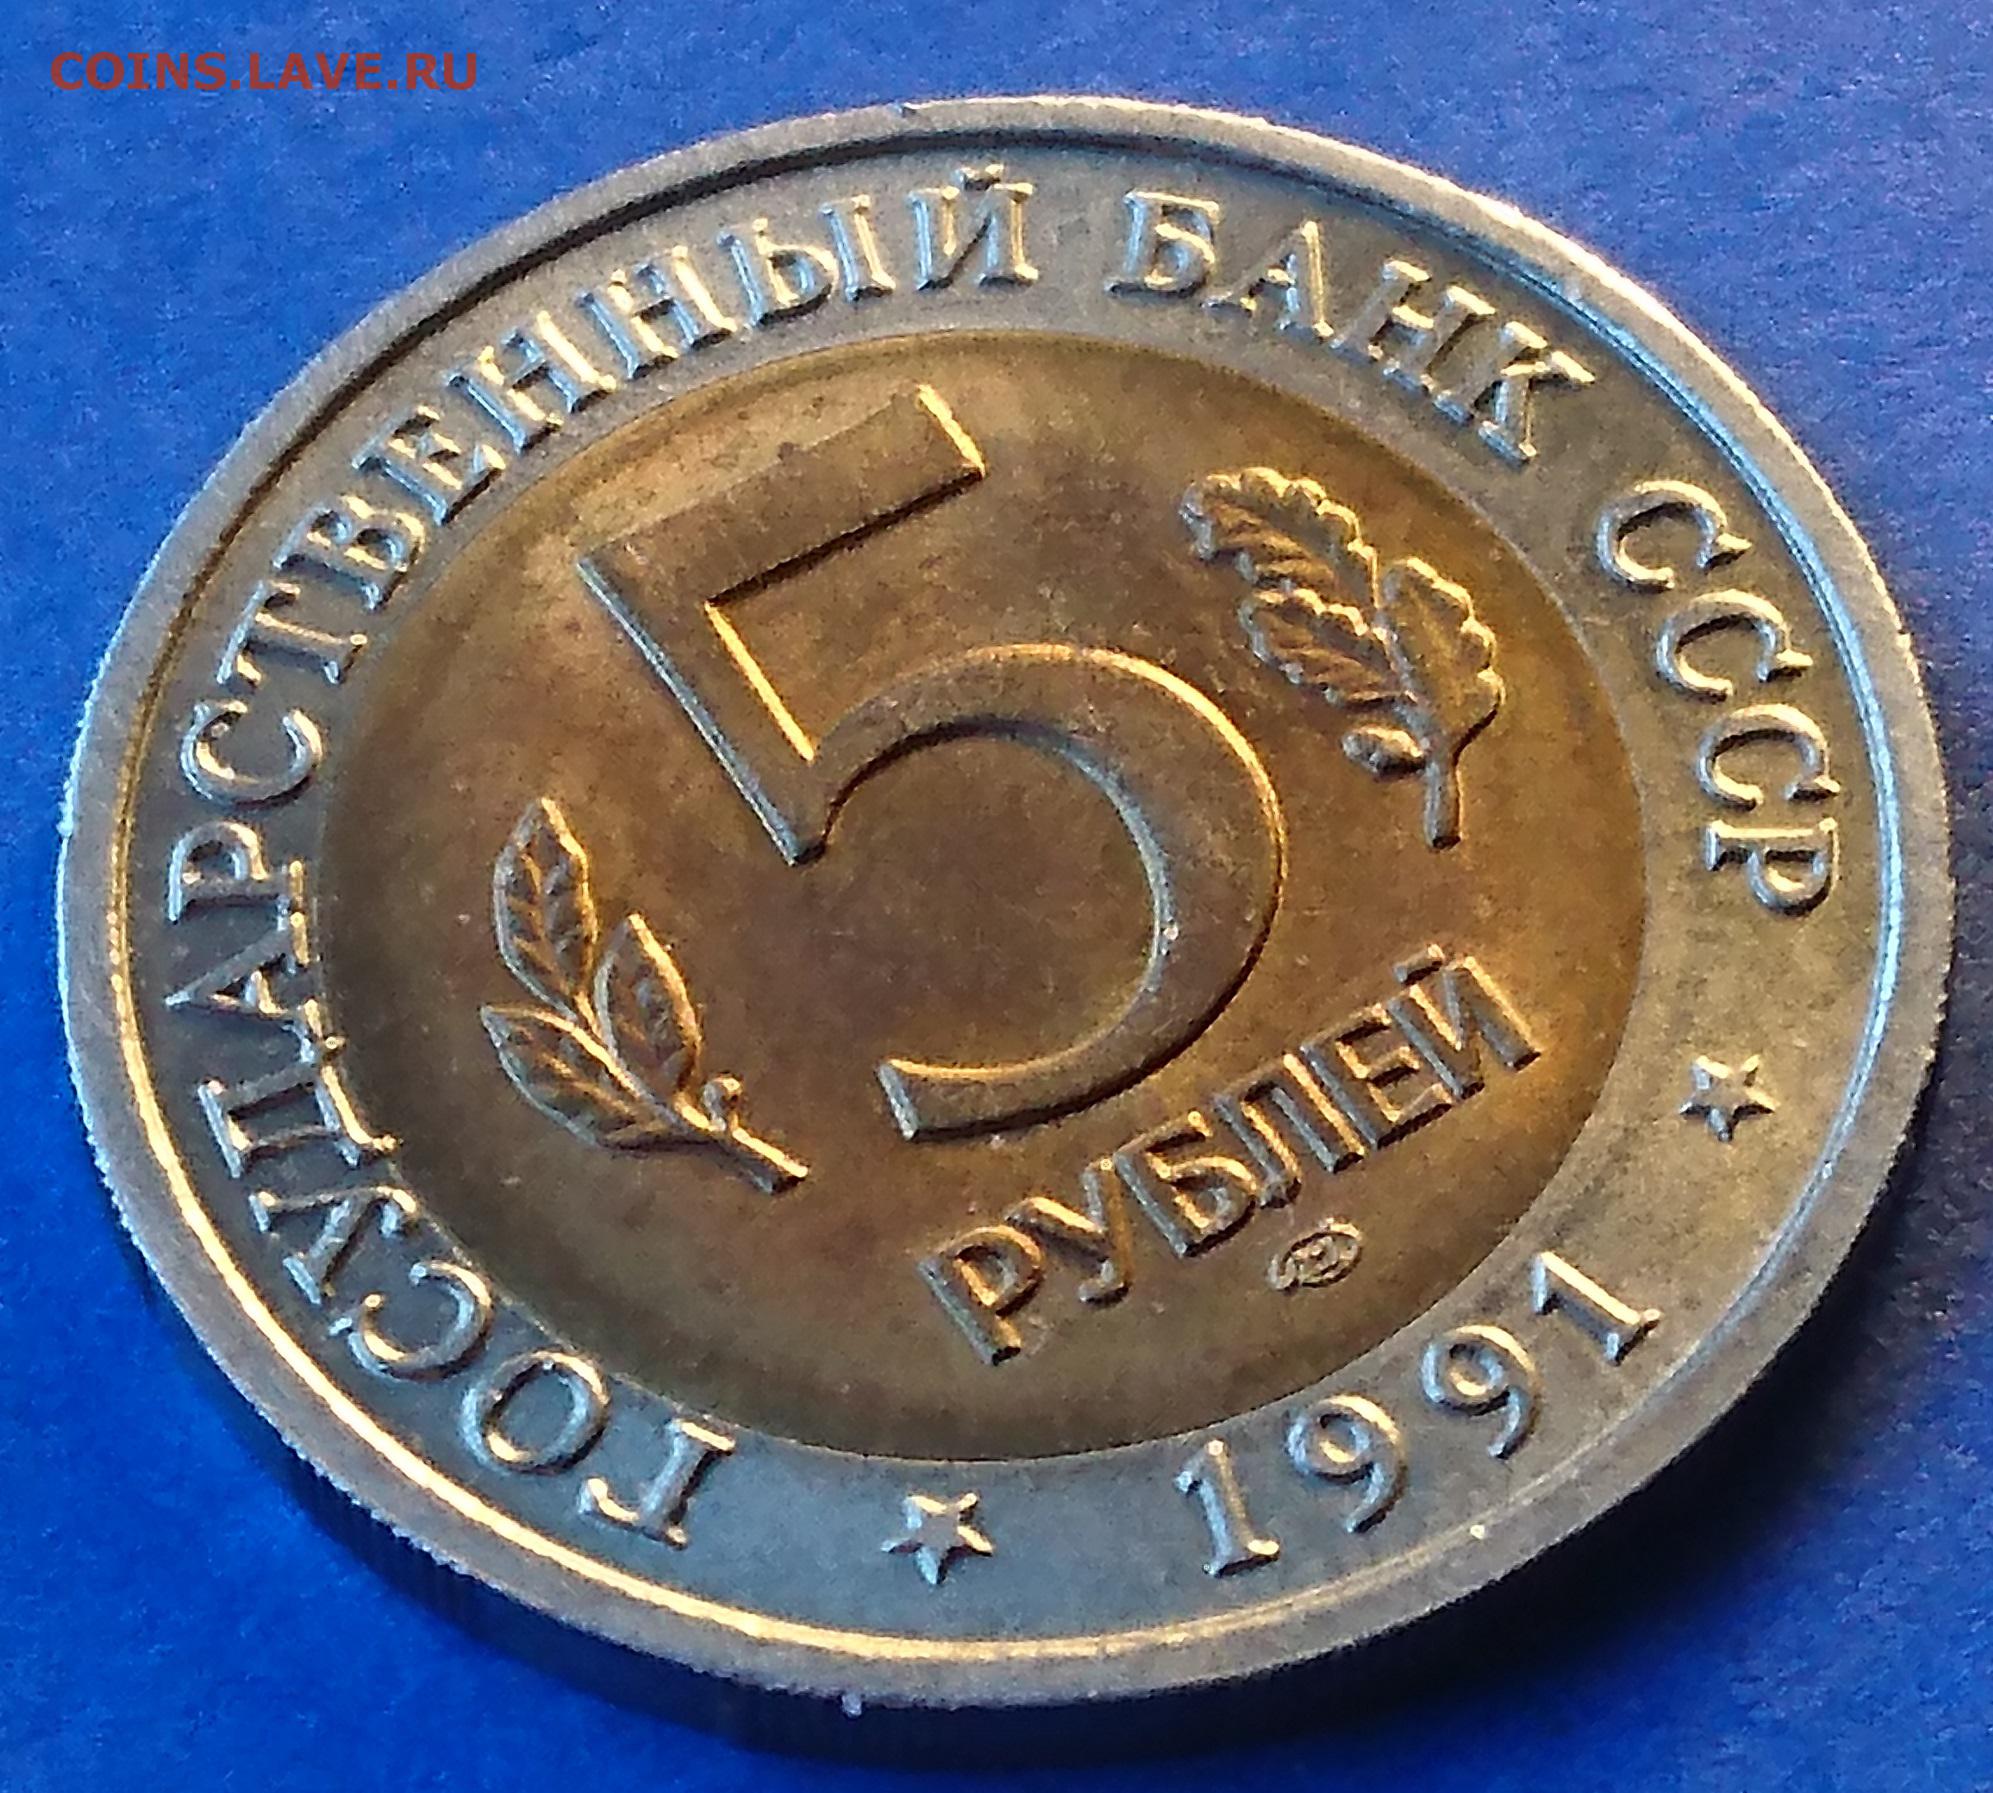 COINS.LAVE.RU
ГОСУДАРСТВЕННЫЙ БАНК СССР
5
РУБЛЕЙ
1991